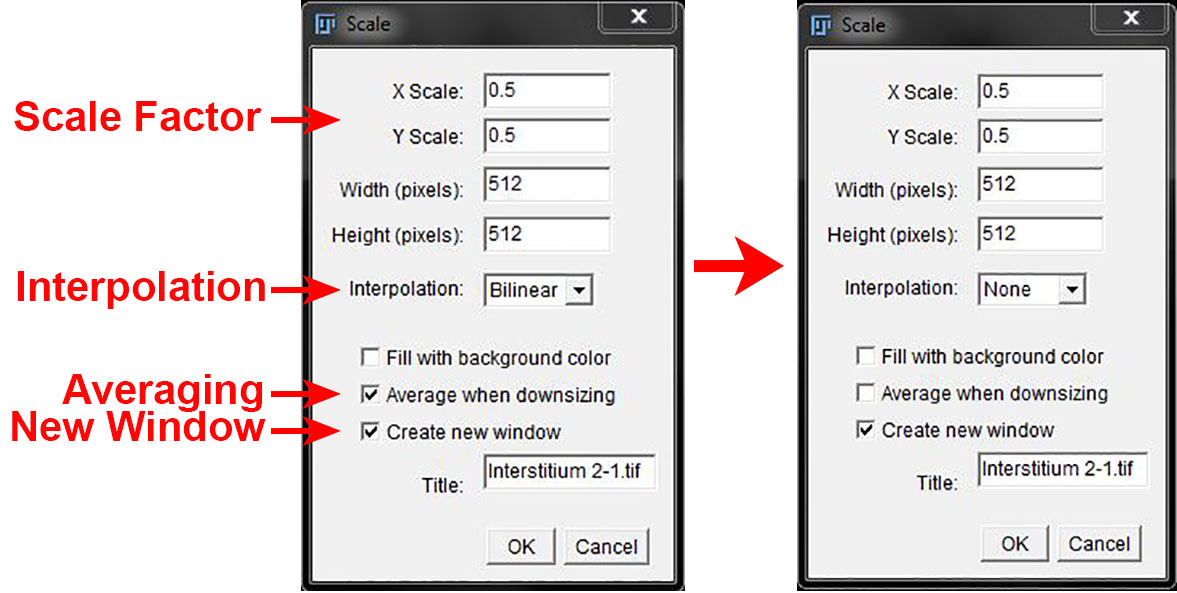 Scale
X Scale: 0.5
Scale Factor
Y Scale: 0.5
Width (pixels): 512
Height (pixels): 512
Interpolation
Interpolation: Bilinear
Fill with background color
Averaging
Average when downsizing
New Window
Create new window
Title: Interstitium 2-1.tif
OK Cancel
Scale
X Scale: 0.5
Y Scale: 0.5
Width (pixels): 512
Height (pixels): 512
Interpolation: None
Fill with background color
Average when downsizing
Create new window
Title: Interstitium 2-1.tif
OK Cancel